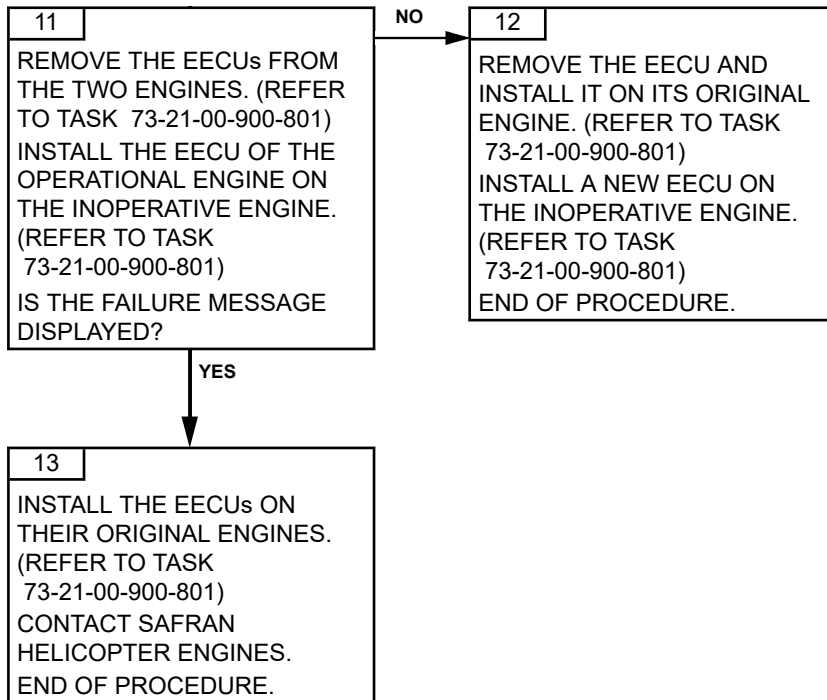 11
REMOVE THE EECUs FROM
THE TWO ENGINES. (REFER
TO TASK 73-21-00-900-801)
INSTALL THE EECU OF THE
OPERATIONAL ENGINE ON
THE INOPERATIVE ENGINE.
(REFER TO TASK
73-21-00-900-801)
IS THE FAILURE MESSAGE
DISPLAYED?
NO
12
REMOVE THE EECU AND
INSTALL IT ON ITS ORIGINAL
ENGINE. (REFER TO TASK
73-21-00-900-801)
INSTALL A NEW EECU ON
THE INOPERATIVE ENGINE.
(REFER TO TASK
73-21-00-900-801)
END OF PROCEDURE.
YES
13
INSTALL THE EECUs ON
THEIR ORIGINAL ENGINES.
(REFER TO TASK
73-21-00-900-801)
CONTACT SAFRAN
HELICOPTER ENGINES.
END OF PROCEDURE.